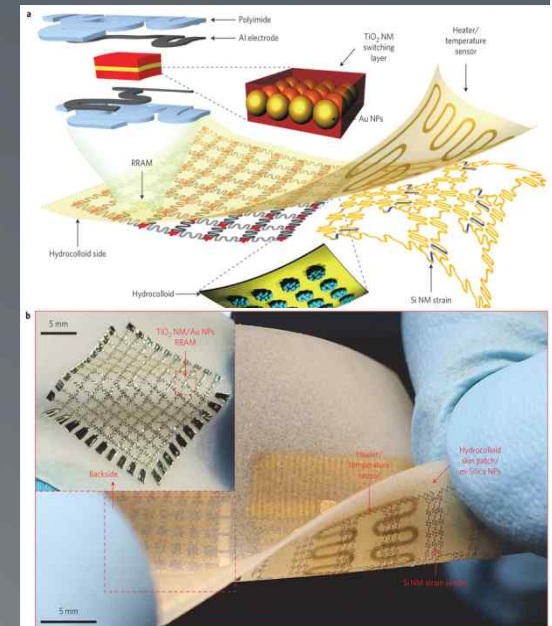 a
Polyimide
Al electrode
TiO2 NM
switching
layer
Heater/
temperature
sensor
Au NPs
RRAM
Hydrocolloid side
Hydrocolloid
Si NM strain
b
5 mm
TiO2 NM/Au NPs
RRAM
Backside
Heater/
temperature
sensor
Hydrocolloid
skin patch/
m-Silica NPs
Si NM strain sensor
5 mm